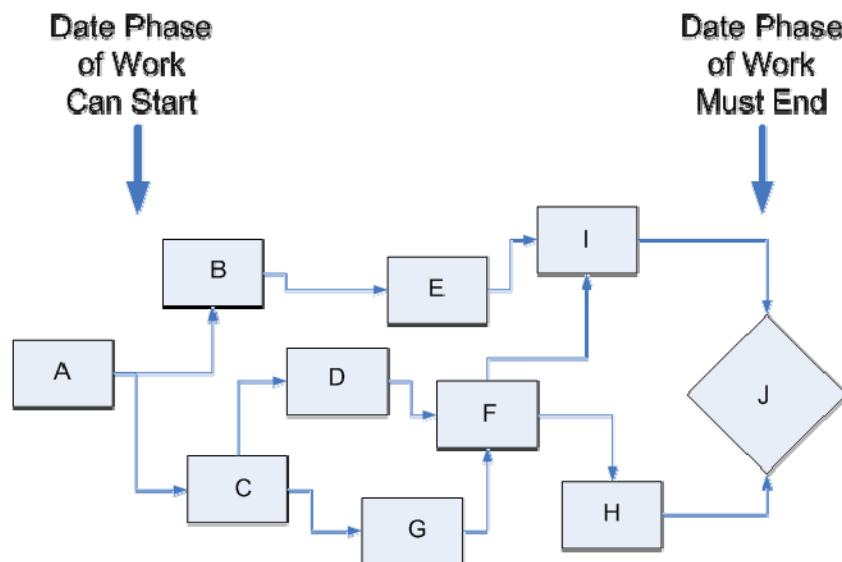 Date Phase
of Work
Can Start
Date Phase
of Work
Must End
I
B
E
A
D
F
J
C
G
H